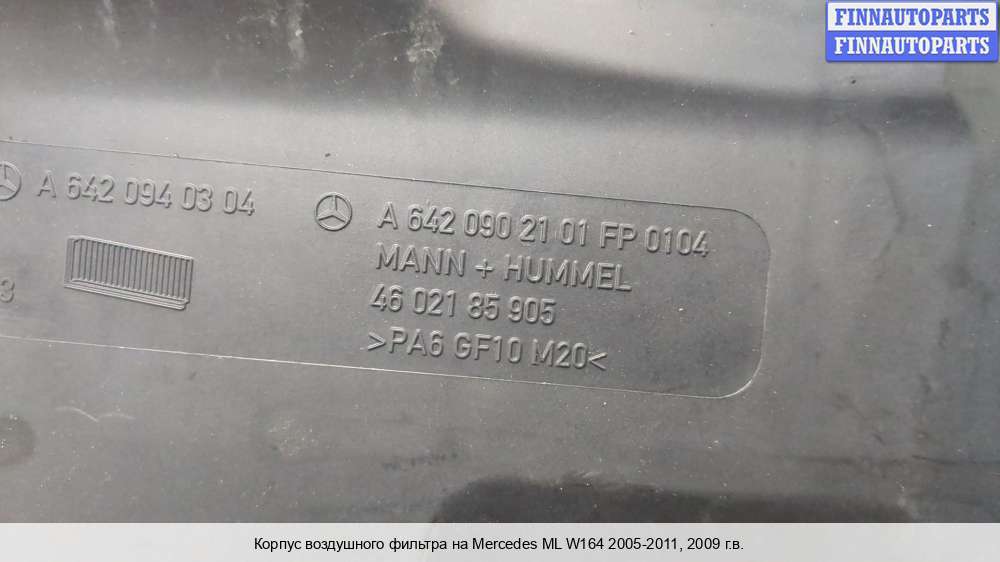 FINNAUTOPARTS
FINNAUTOPARTS
A 642 094 03 04
3
A 642 090 21 01 FP 0104
MANN + HUMMEL
46 021 85 905
>PA6 GF10 M20<
Корпус воздушного фильтра на Mercedes ML W164 2005-2011, 2009 г.в.